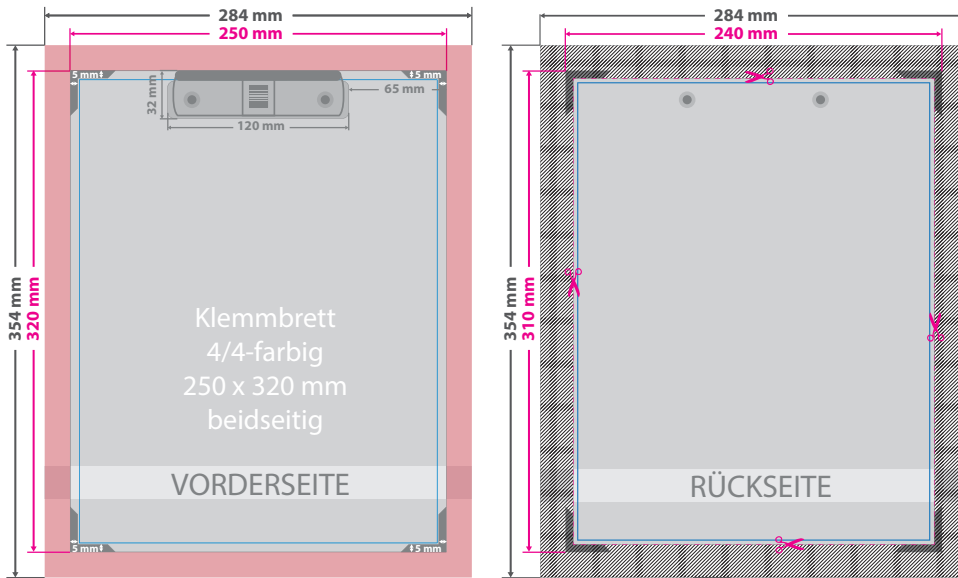 284 mm
250 mm
5 mm
5 mm
32 mm
65 mm
120 mm
354 mm
320 mm
Klemmbrett
4/4-farbig
250 x 320 mm
beidseitig
VORDERSEITE
5 mm
5 mm
284 mm
240 mm
354 mm
310 mm
RÜCKSEITE